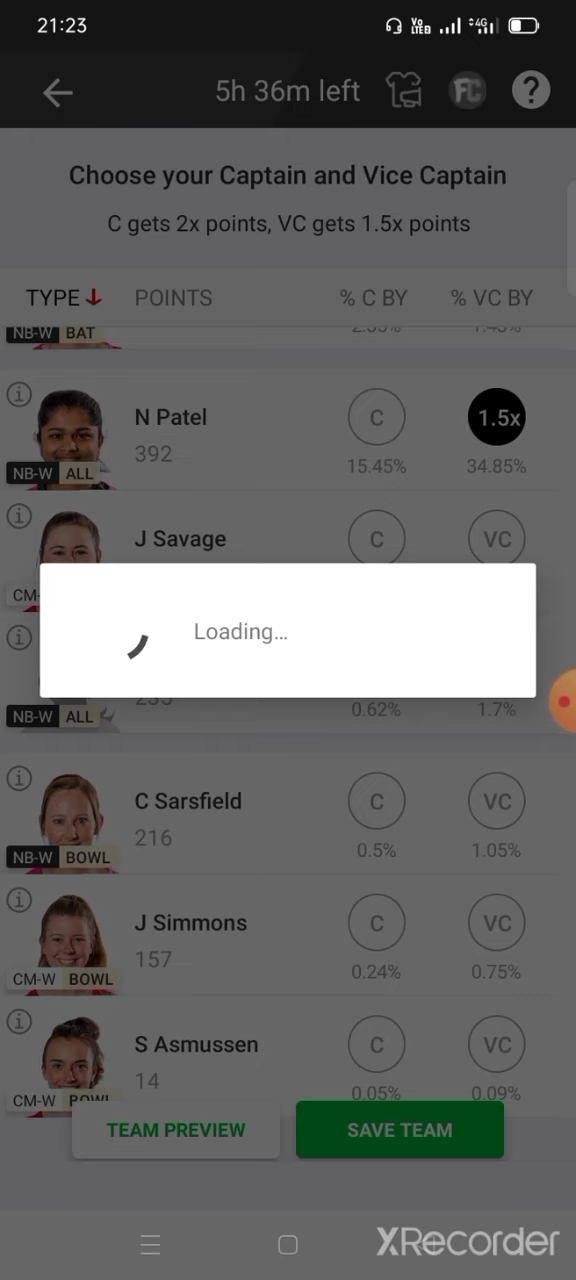 21:23
Vo
LTE
4G
5h 36m left
FC
?
Choose your Captain and Vice Captain
C gets 2x points, VC gets 1.5x points
TYPE POINTS % C BY % VC BY
NB-W BAT
N Patel C 1.5x
392 15.45% 34.85%
NB-W ALL
J Savage C VC
CM-W
Loading...
0.62% 1.7%
NB-W ALL
C Sarsfield C VC
216 0.5% 1.05%
NB-W BOWL
J Simmons C VC
157 0.24% 0.75%
CM-W BOWL
S Asmussen C VC
14 0.05% 0.09%
CM-W BOWL
TEAM PREVIEW SAVE TEAM
XRecorder